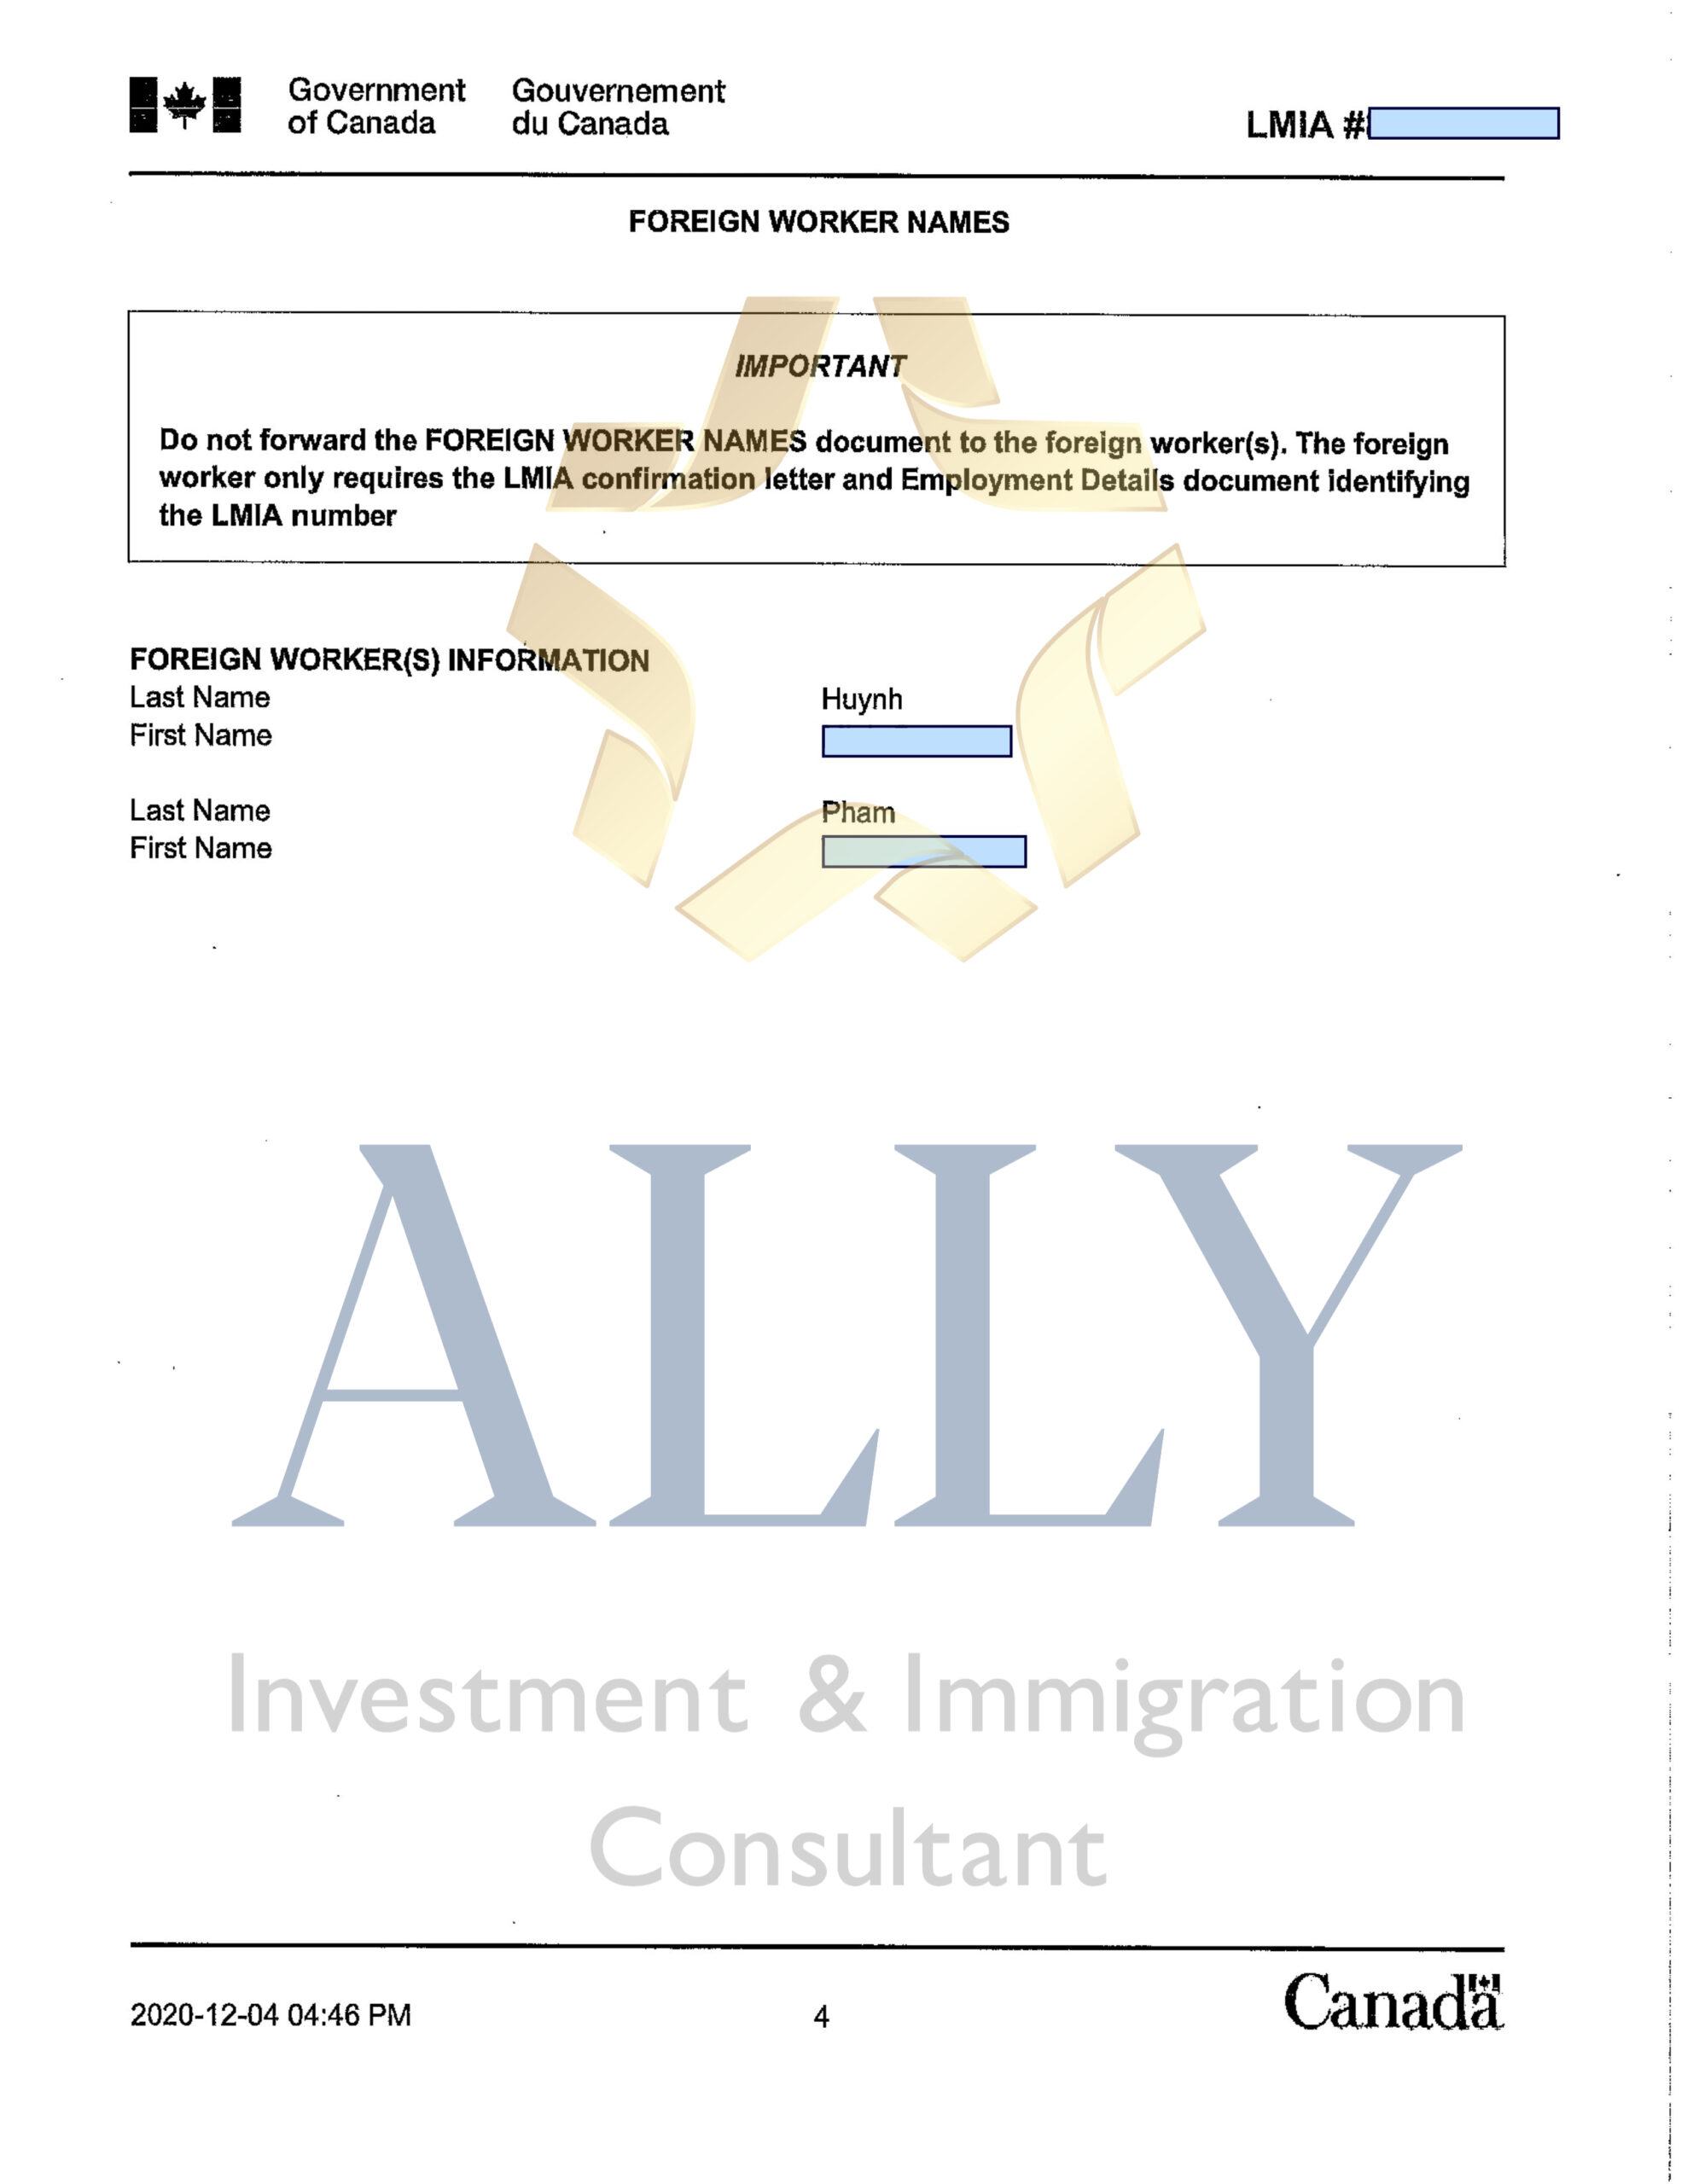 Government Gouvernement
of Canada du Canada
LMIA #
FOREIGN WORKER NAMES
IMPORTANT
Do not forward the FOREIGN WORKER NAMES document to the foreign worker(s). The foreign
worker only requires the LMIA confirmation letter and Employment Details document identifying
the LMIA number
FOREIGN WORKER(S) INFORMATION
Last Name Huynh
First Name
Last Name Pham
First Name
ALLY
Investment & Immigration
Consultant
2020-12-04 04:46 PM 4 Canada